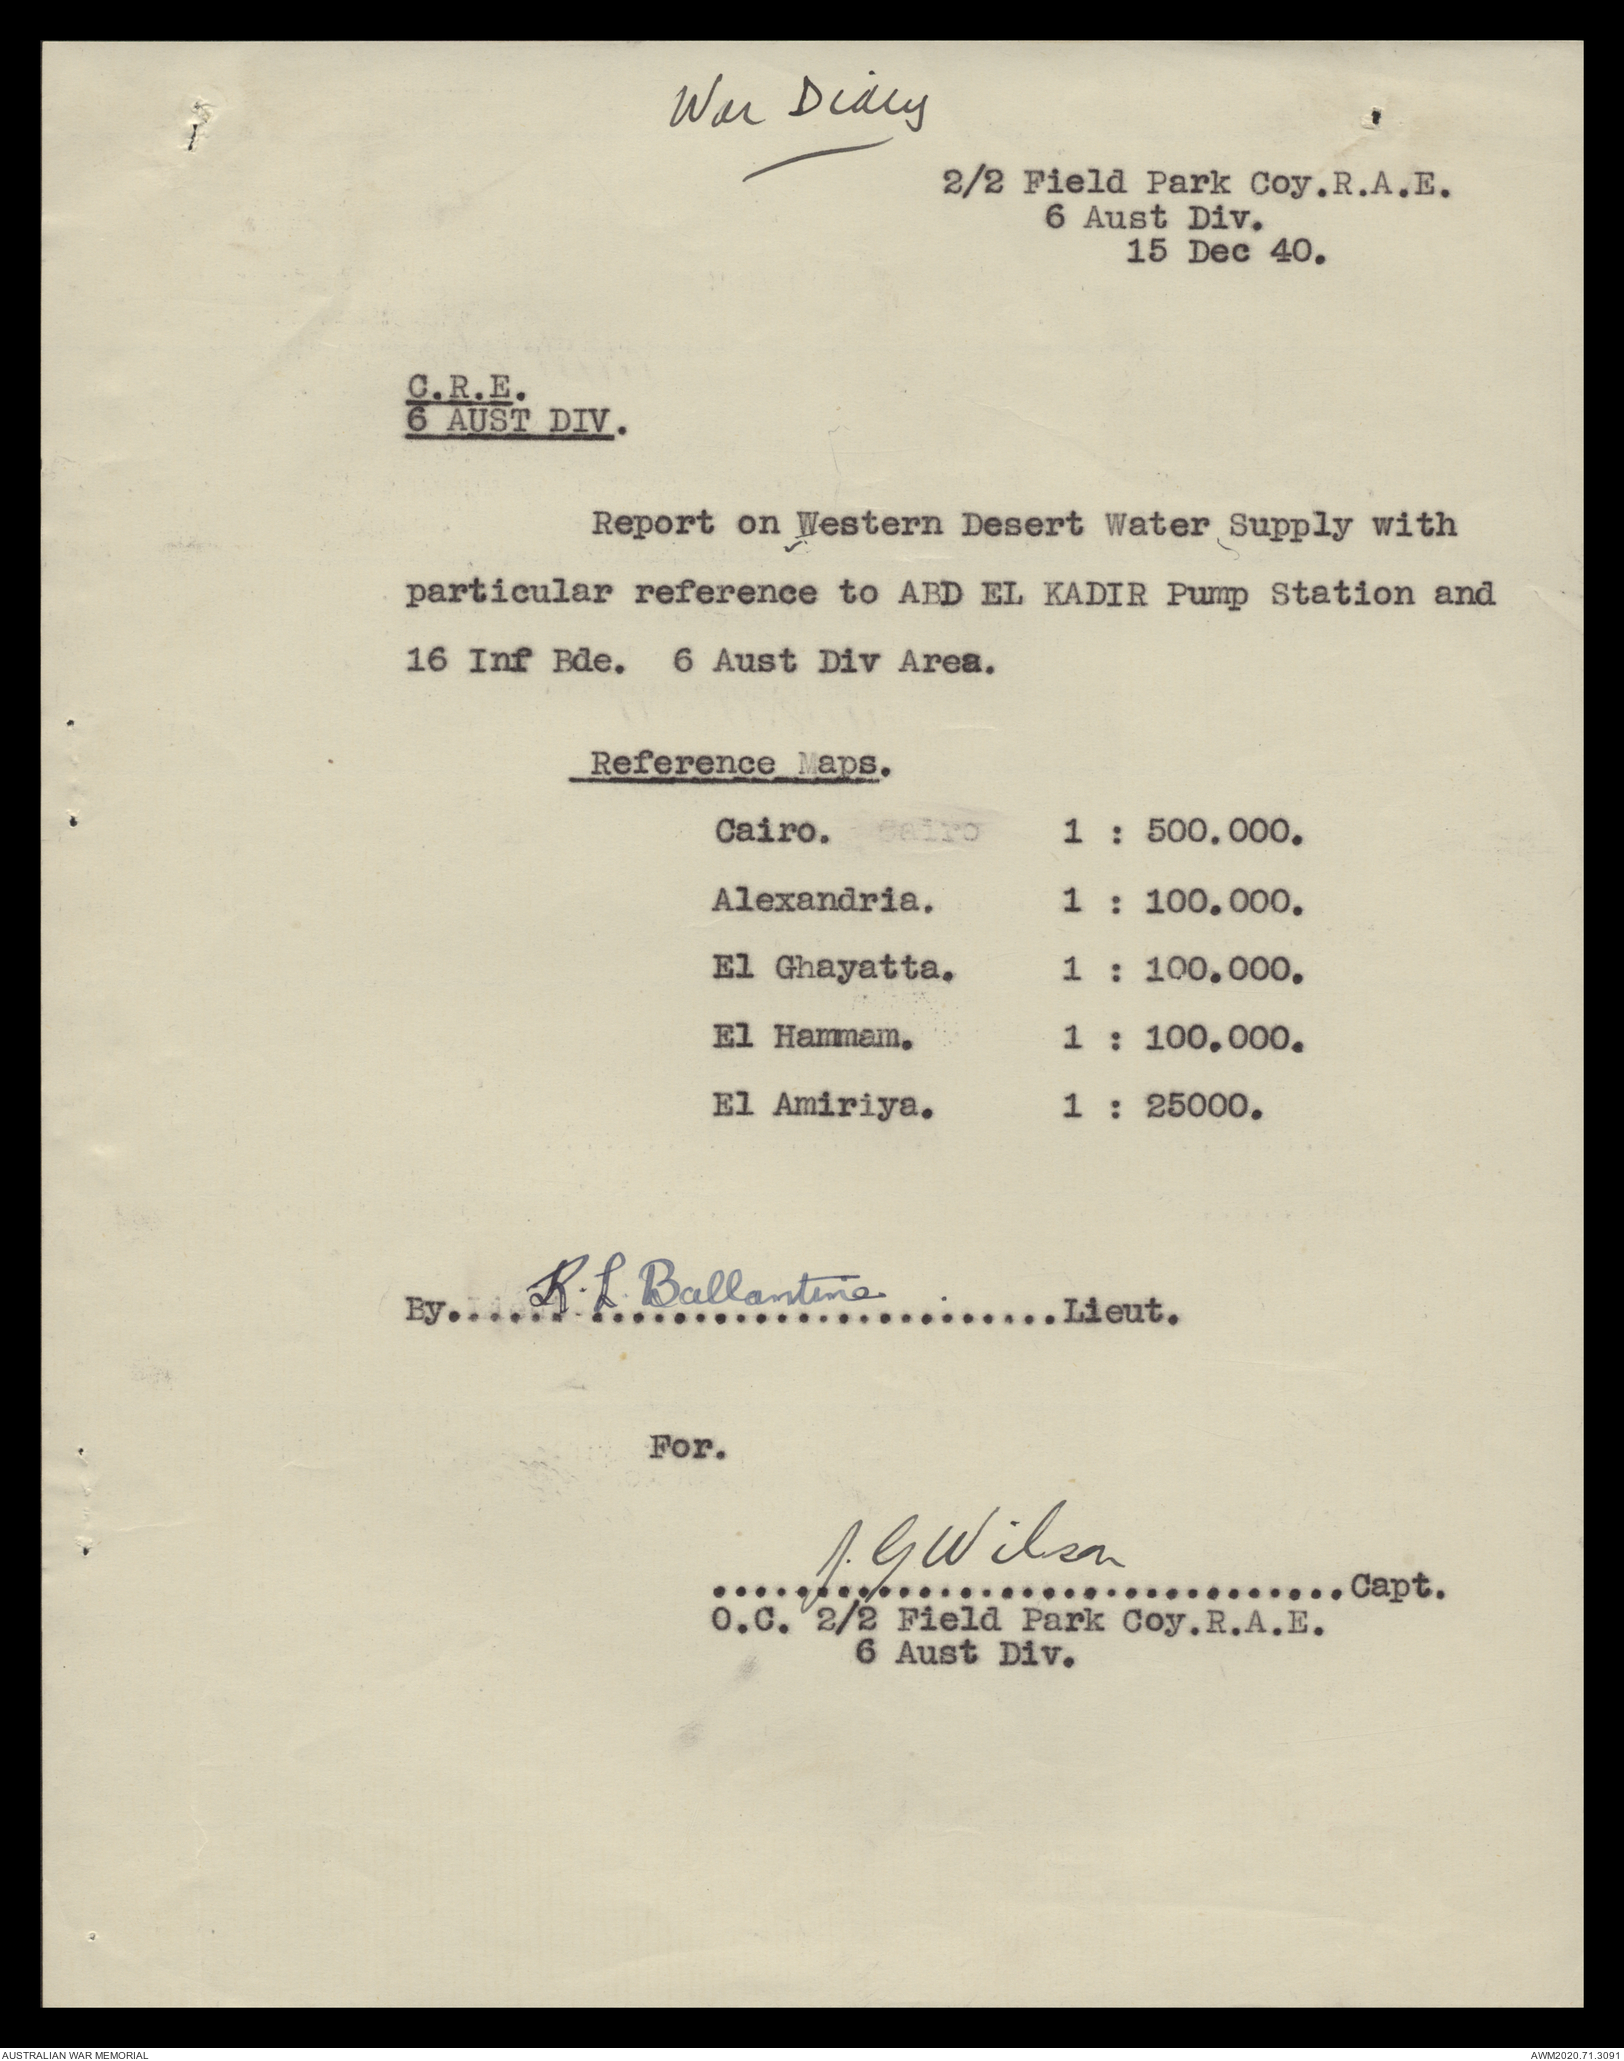 War Diary
2/2 Field Park Coy.R.A.E.
6 Aust Div.
15 Dec 40.
C.R.E.
6 AUST DIV.
Report on Western Desert Water Supply with
particular reference to ABD EL KADIR Pump Station and
16 Inf Bde. 6 Aust Div Area.
Reference Maps.
Cairo. Cairo 1 : 500.000.
Alexandria. 1 : 100.000.
El Ghayatta. 1 : 100.000.
El Hammam. 1 : 100.000.
El Amiriya. 1 : 25000.
R. L. Ballantine
By..............................Lieut.
For.
J. G Wilson
...............................Capt.
O.C. 2/2 Field Park Coy.R.A.E.
6 Aust Div.
AUSTRALIAN WAR MEMORIAL AWM2020.71.3091